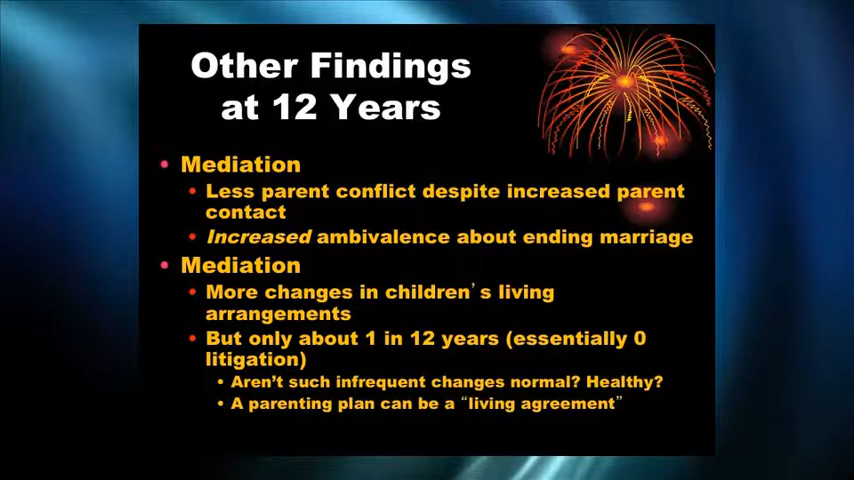 Other Findings
at 12 Years
• Mediation
• Less parent conflict despite increased parent
contact
• Increased ambivalence about ending marriage
• Mediation
• More changes in children's living
arrangements
• But only about 1 in 12 years (essentially 0
litigation)
• Aren't such infrequent changes normal? Healthy?
• A parenting plan can be a “living agreement”